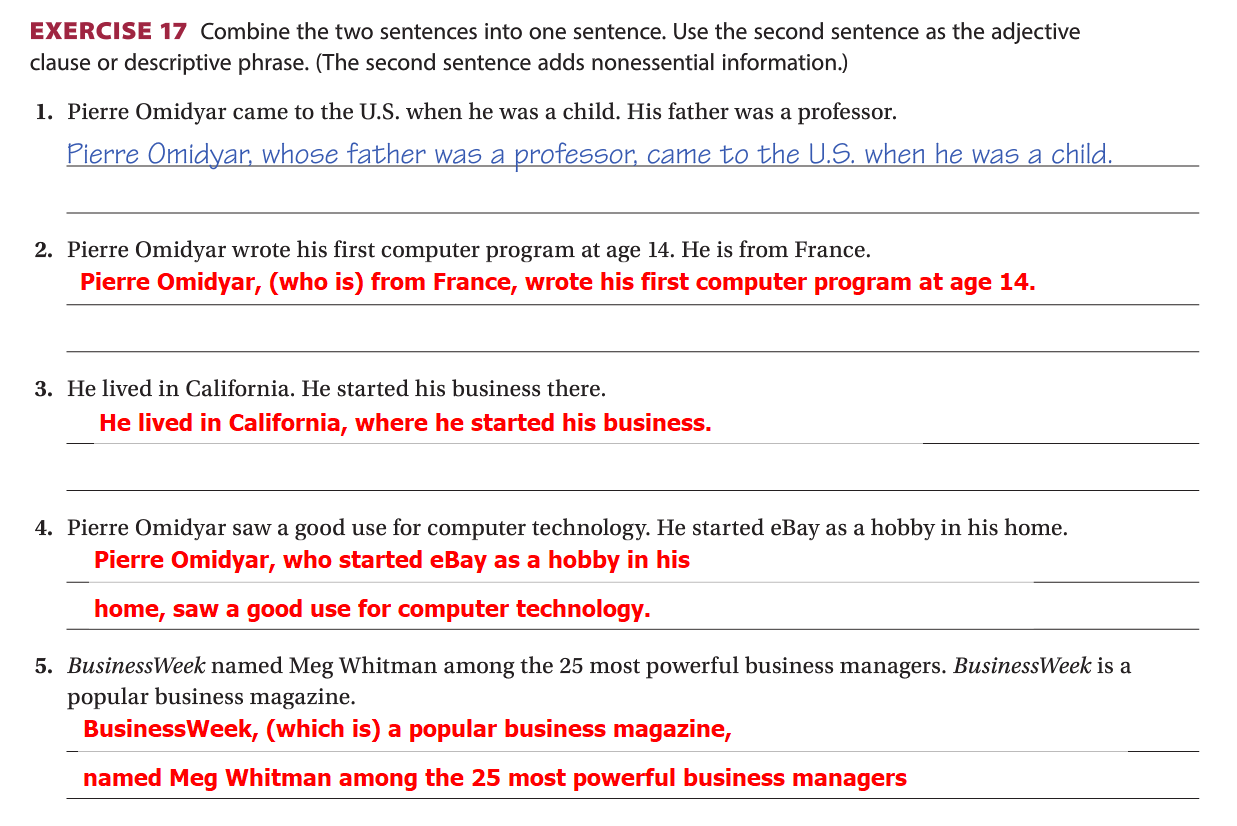 EXERCISE 17 Combine the two sentences into one sentence. Use the second sentence as the adjective
clause or descriptive phrase. (The second sentence adds nonessential information.)
1. Pierre Omidyar came to the U.S. when he was a child. His father was a professor.
Pierre Omidyar, whose father was a professor, came to the U.S. when he was a child.
2. Pierre Omidyar wrote his first computer program at age 14. He is from France.
Pierre Omidyar, (who is) from France, wrote his first computer program at age 14.
3. He lived in California. He started his business there.
He lived in California, where he started his business.
4. Pierre Omidyar saw a good use for computer technology. He started eBay as a hobby in his home.
Pierre Omidyar, who started eBay as a hobby in his
home, saw a good use for computer technology.
5. BusinessWeek named Meg Whitman among the 25 most powerful business managers. BusinessWeek is a
popular business magazine.
BusinessWeek, (which is) a popular business magazine,
named Meg Whitman among the 25 most powerful business managers